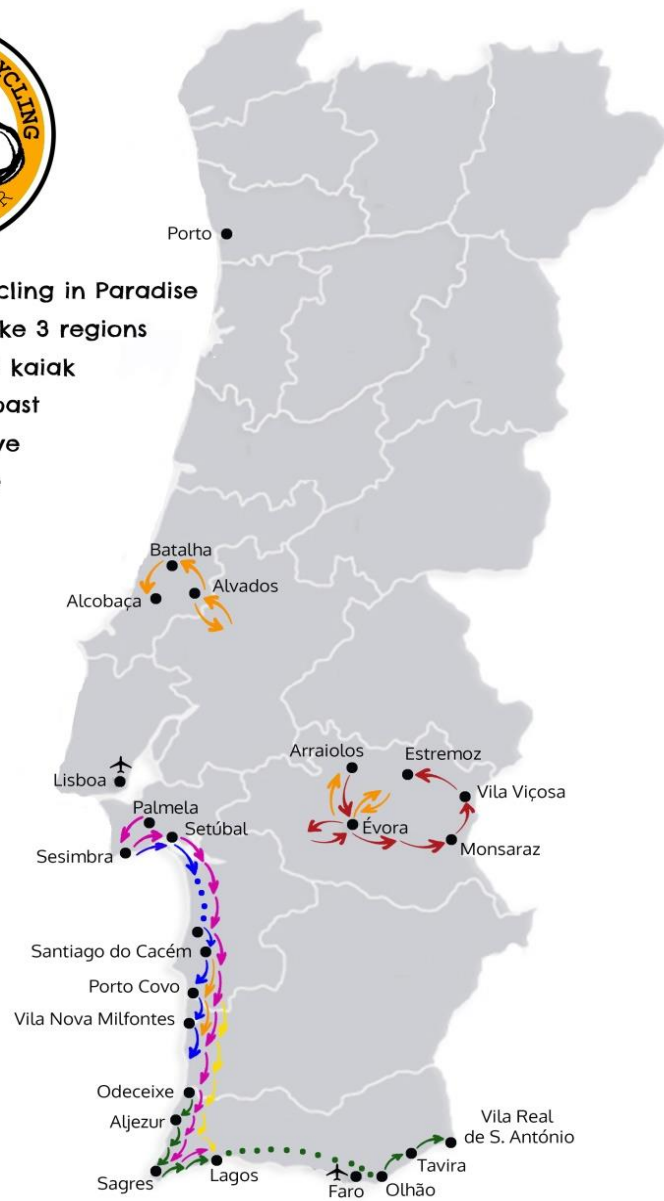 YCLING
R
Porto
cling in Paradise
ke 3 regions
kaiak
oast
ve
Batalha
Alvados
Alcobaça
Arraiolos
Estremoz
Lisboa
Vila Viçosa
Palmela
Setúbal
Évora
Sesimbra
Monsaraz
Santiago do Cacém
Porto Covo
Vila Nova Milfontes
Odeceixe
Aljezur
Vila Real
de S. António
Tavira
Sagres
Lagos
Faro
Olhão